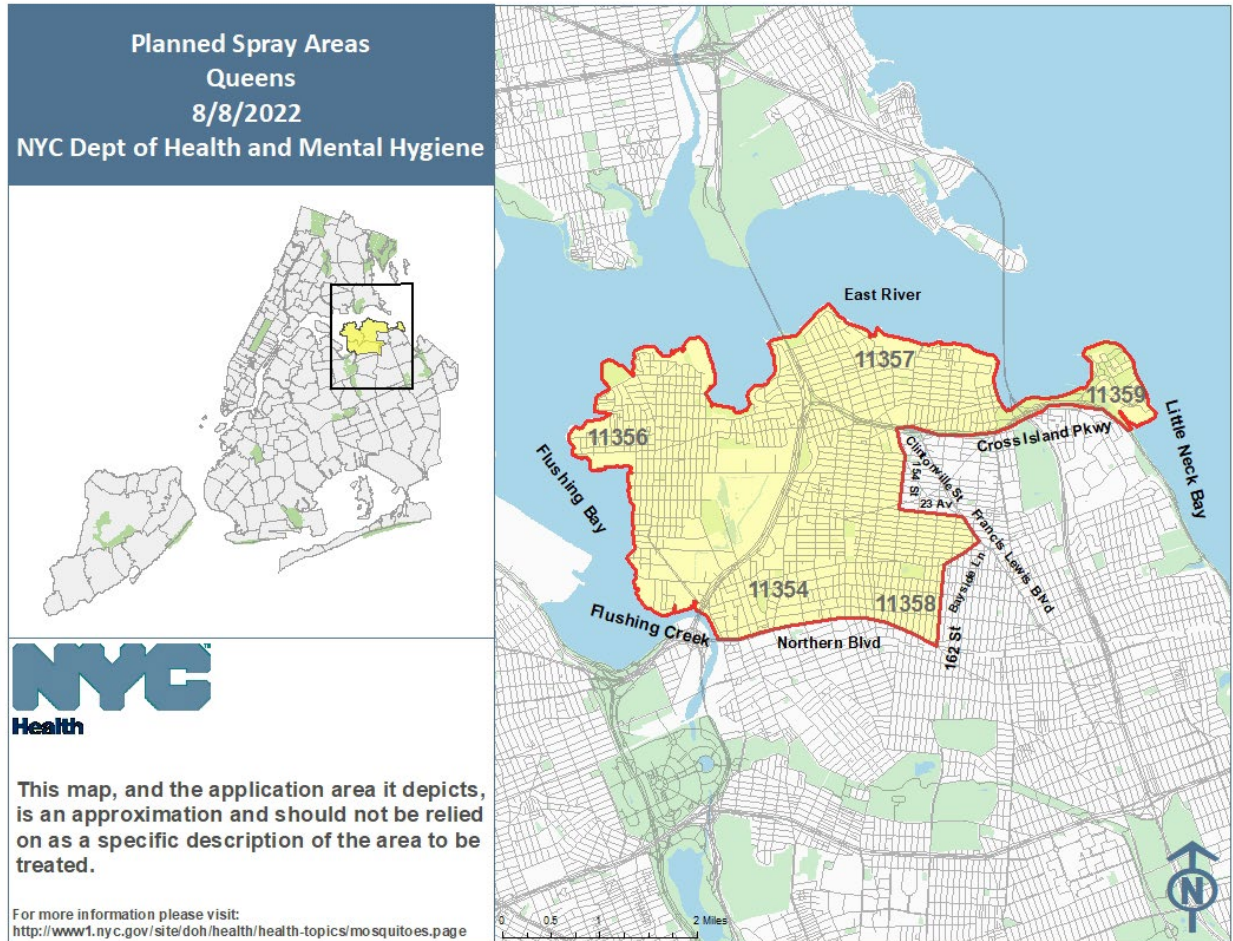 Planned Spray Areas
Queens
8/8/2022
NYC Dept of Health and Mental Hygiene
NYC
Health
This map, and the application area it depicts,
is an approximation and should not be relied
on as a specific description of the area to be
treated.
For more information please visit:
http://www1.nyc.gov/site/doh/health/health-topics/mosquitoes.page
East River
11357
11359
11356
Cross Island Pkwy
Little Neck Bay
Flushing Bay
Clintonville St
154 St
23 Av
Francis Lewis Blvd
Bayside Ln
11354
11358
Flushing Creek
Northern Blvd
162 St
0 0.5 1 2 Miles
N